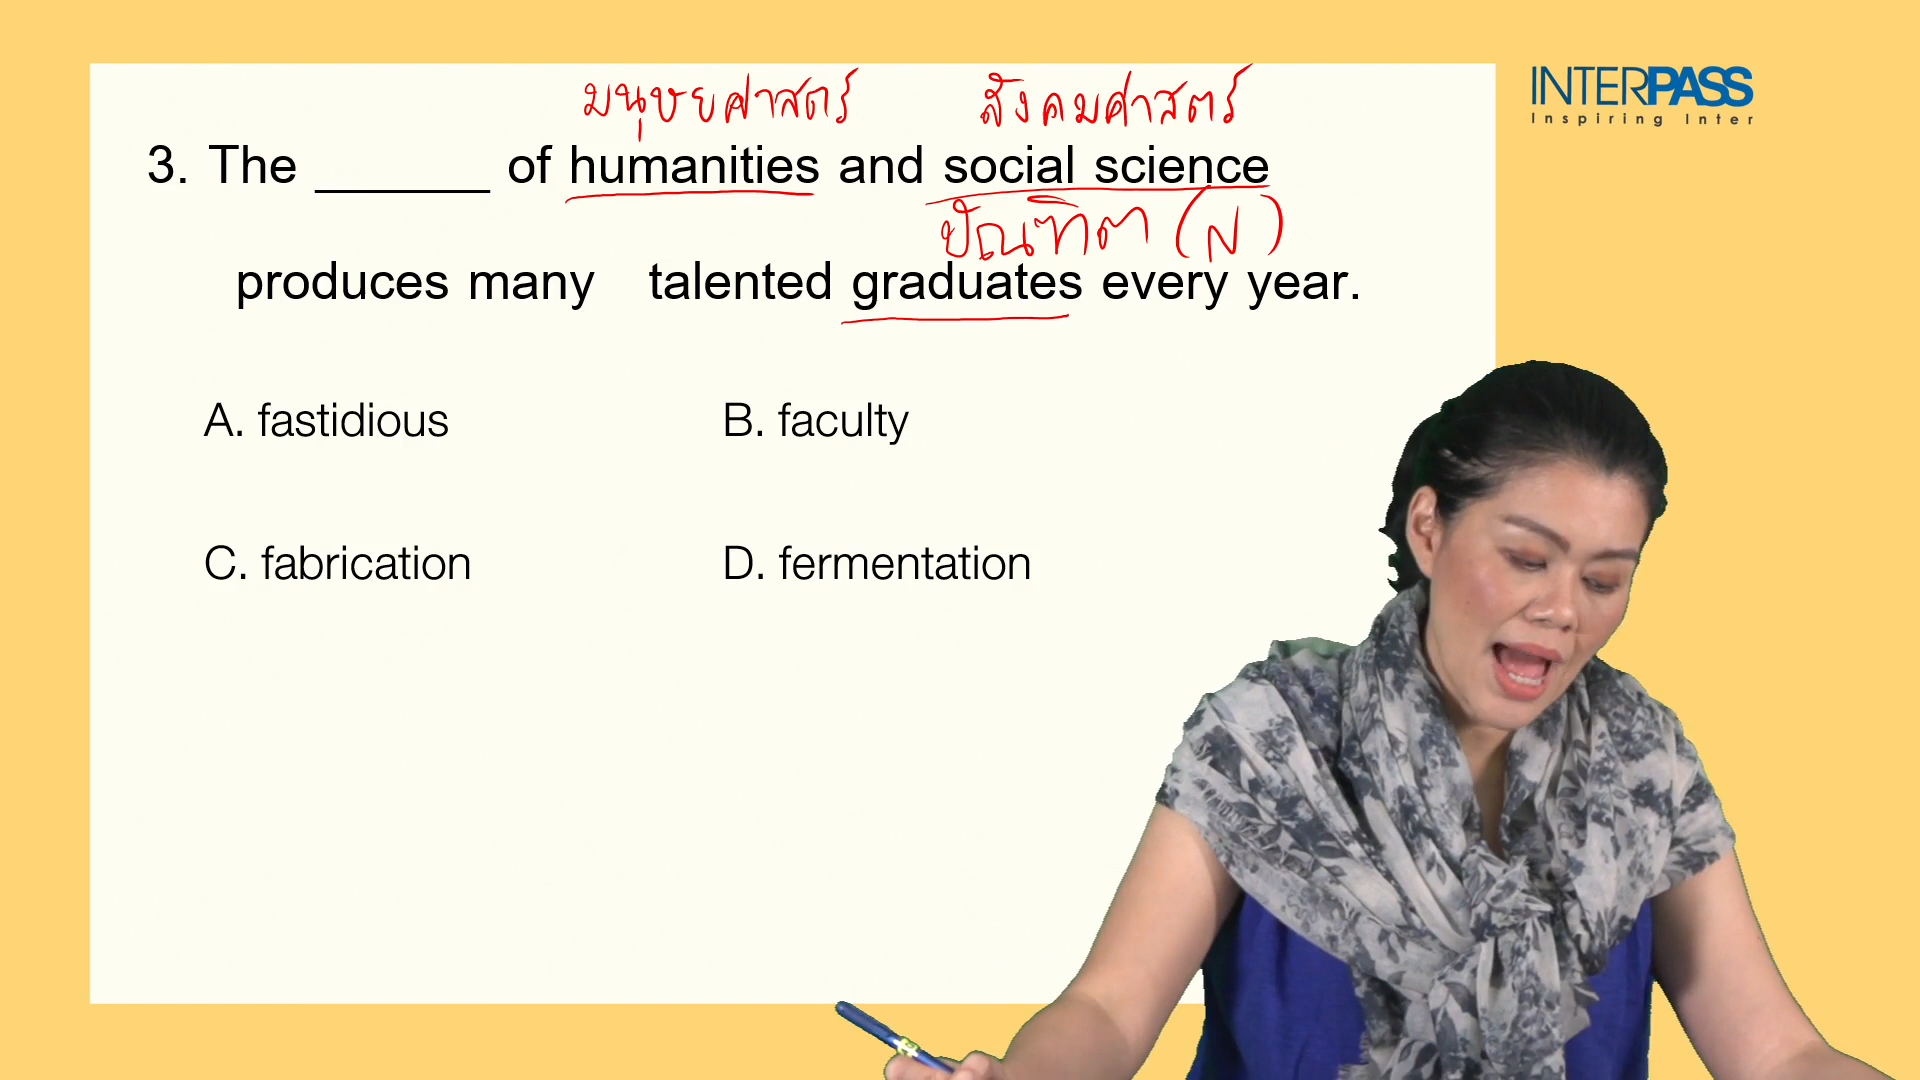 INTERPASS
Inspiring Inter
มนุษยศาสตร์ สังคมศาสตร์
3. The _______ of humanities and social science
บัณฑิต (น)
produces many talented graduates every year.
A. fastidious B. faculty
C. fabrication D. fermentation